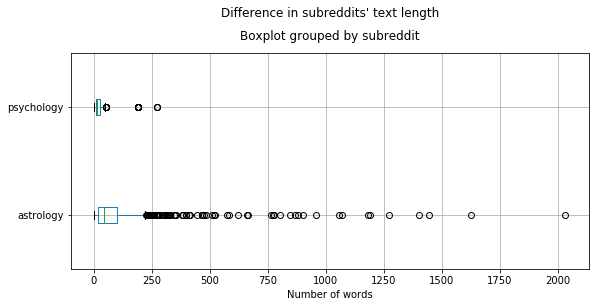 Difference in subreddits' text length
Boxplot grouped by subreddit
psychology
astrology
0 250 500 750 1000 1250 1500 1750 2000
Number of words